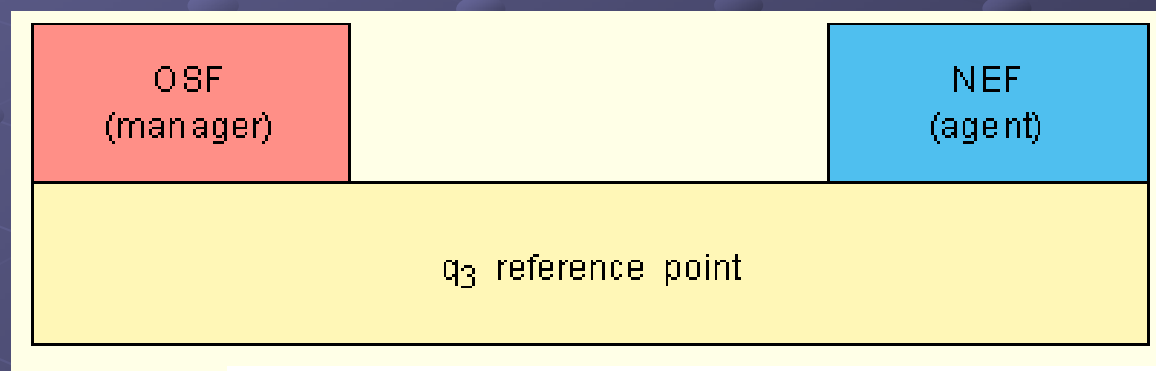 OSF
(manager)
NEF
(agent)
q3 reference point